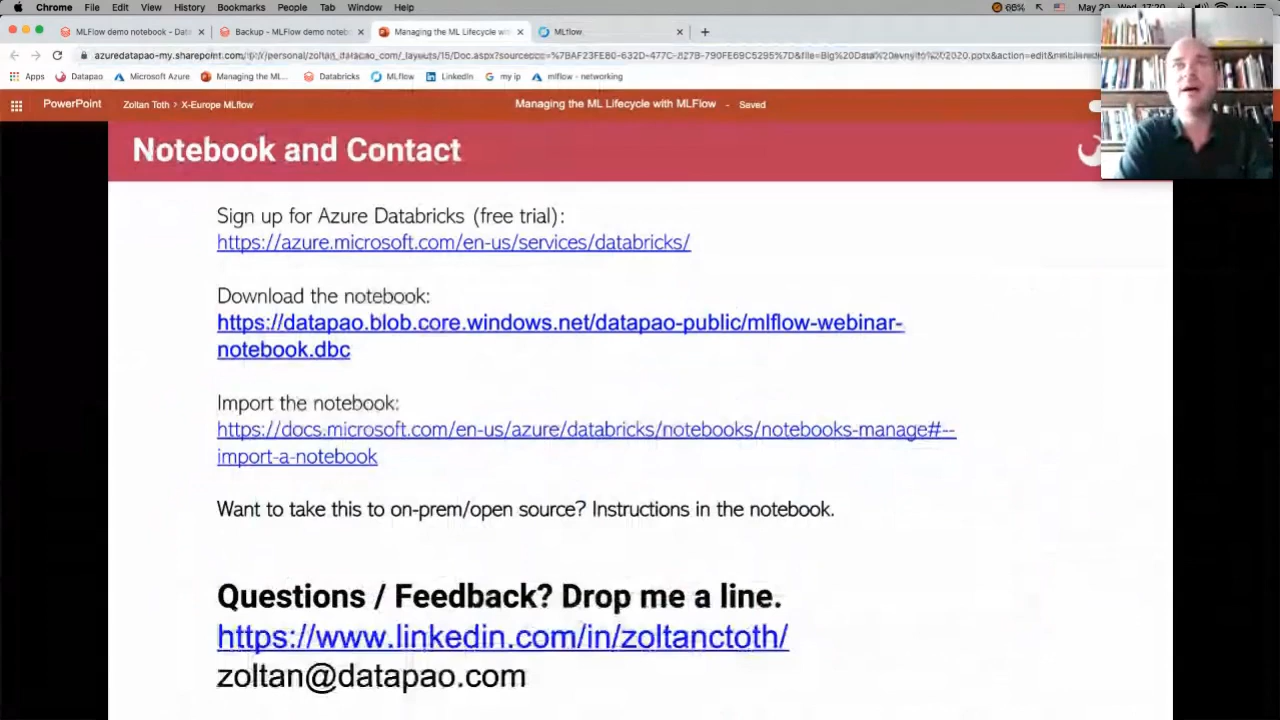 Chrome File Edit View History Bookmarks People Tab Window Help 66%
MLFlow demo notebook - Dat Backup - MLFlow demo notebo Managing the ML Lifecycle with MLflow
Apps Datapao Microsoft Azure Managing the ML... Databricks MLflow LinkedIn my ip mlflow - networking
PowerPoint Zoltan Toth > X-Europe MLflow Managing the ML Lifecycle with MLFlow - Saved
Notebook and Contact
Sign up for Azure Databricks (free trial):
https://azure.microsoft.com/en-us/services/databricks/
Download the notebook:
https://datapao.blob.core.windows.net/datapao-public/mlflow-webinar-
notebook.dbc
Import the notebook:
https://docs.microsoft.com/en-us/azure/databricks/notebooks/notebooks-manage#--
import-a-notebook
Want to take this to on-prem/open source? Instructions in the notebook.
Questions / Feedback? Drop me a line.
https://www.linkedin.com/in/zoltanctoth/
zoltan@datapao.com